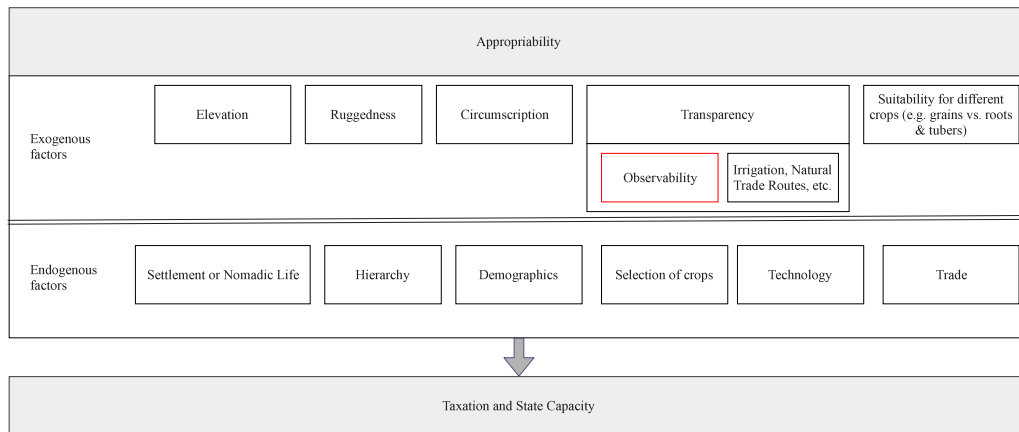 Appropriability
Exogenous
factors
Elevation
Ruggedness
Circumscription
Transparency
Observability
Irrigation, Natural
Trade Routes, etc.
Suitability for different
crops (e.g. grains vs. roots
& tubers)
Endogenous
factors
Settlement or Nomadic Life
Hierarchy
Demographics
Selection of crops
Technology
Trade
Taxation and State Capacity